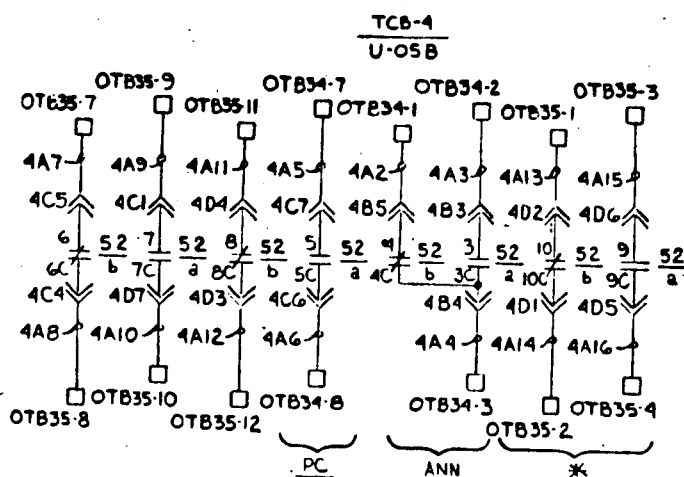 TCB-4
U-05B
OTB35-7 OTB35-9 OTB35-11 OTB34-7 OTB34-1 OTB34-2 OTB35-1 OTB35-3
4A7 4A9 4A11 4A5 4A2 4A3 4A13 4A15
4C5 4C1 4D4 4C7 4B5 4B3 4D2 4D6
6 52 7 52 8 52 5 52 4 52 3 52 10 52 9 52
6C b 7C a 8C b 5C a 4C b 3C a 10C b 9C a
4C4 4D7 4D3 4C6 4B4 4D1 4D5
4A8 4A10 4A12 4A6 4A4 4A14 4A16
OTB35-8 OTB35-10 OTB35-12 OTB34-8 OTB34-3 OTB35-2 OTB35-4
PC ANN *